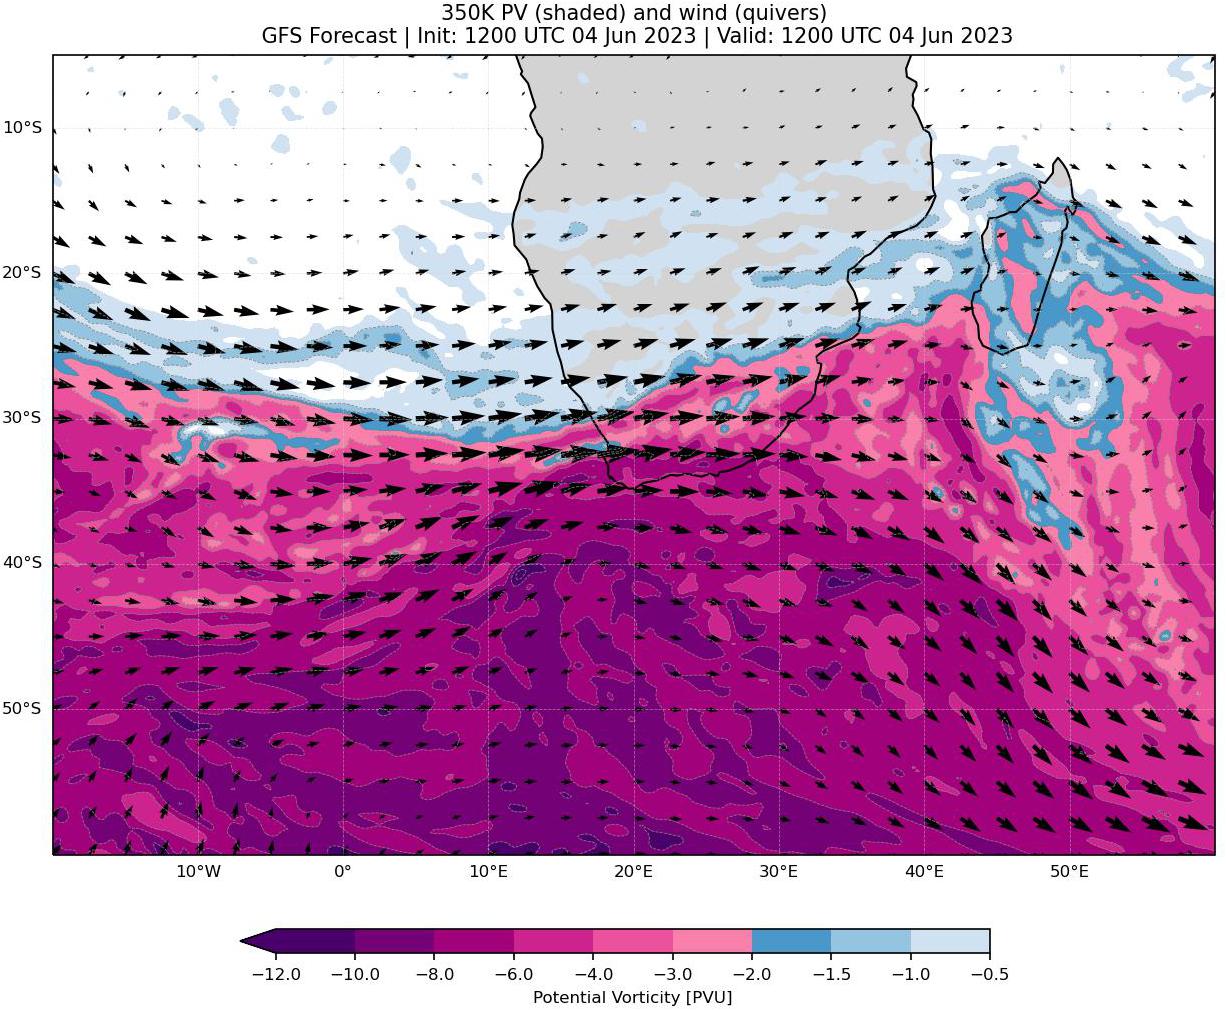 350K PV (shaded) and wind (quivers)
GFS Forecast | Init: 1200 UTC 04 Jun 2023 | Valid: 1200 UTC 04 Jun 2023
10°S
20°S
30°S
40°S
50°S
10°W 0° 10°E 20°E 30°E 40°E 50°E
−12.0 −10.0 −8.0 −6.0 −4.0 −3.0 −2.0 −1.5 −1.0 −0.5
Potential Vorticity [PVU]